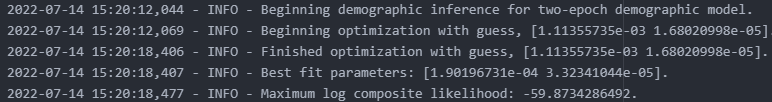 2022-07-14 15:20:12,044 - INFO - Beginning demographic inference for two-epoch demographic model.
2022-07-14 15:20:12,069 - INFO - Beginning optimization with guess, [1.11355735e-03 1.68020998e-05].
2022-07-14 15:20:18,406 - INFO - Finished optimization with guess, [1.11355735e-03 1.68020998e-05].
2022-07-14 15:20:18,407 - INFO - Best fit parameters: [1.90196731e-04 3.32341044e-05].
2022-07-14 15:20:18,477 - INFO - Maximum log composite likelihood: -59.8734286492.